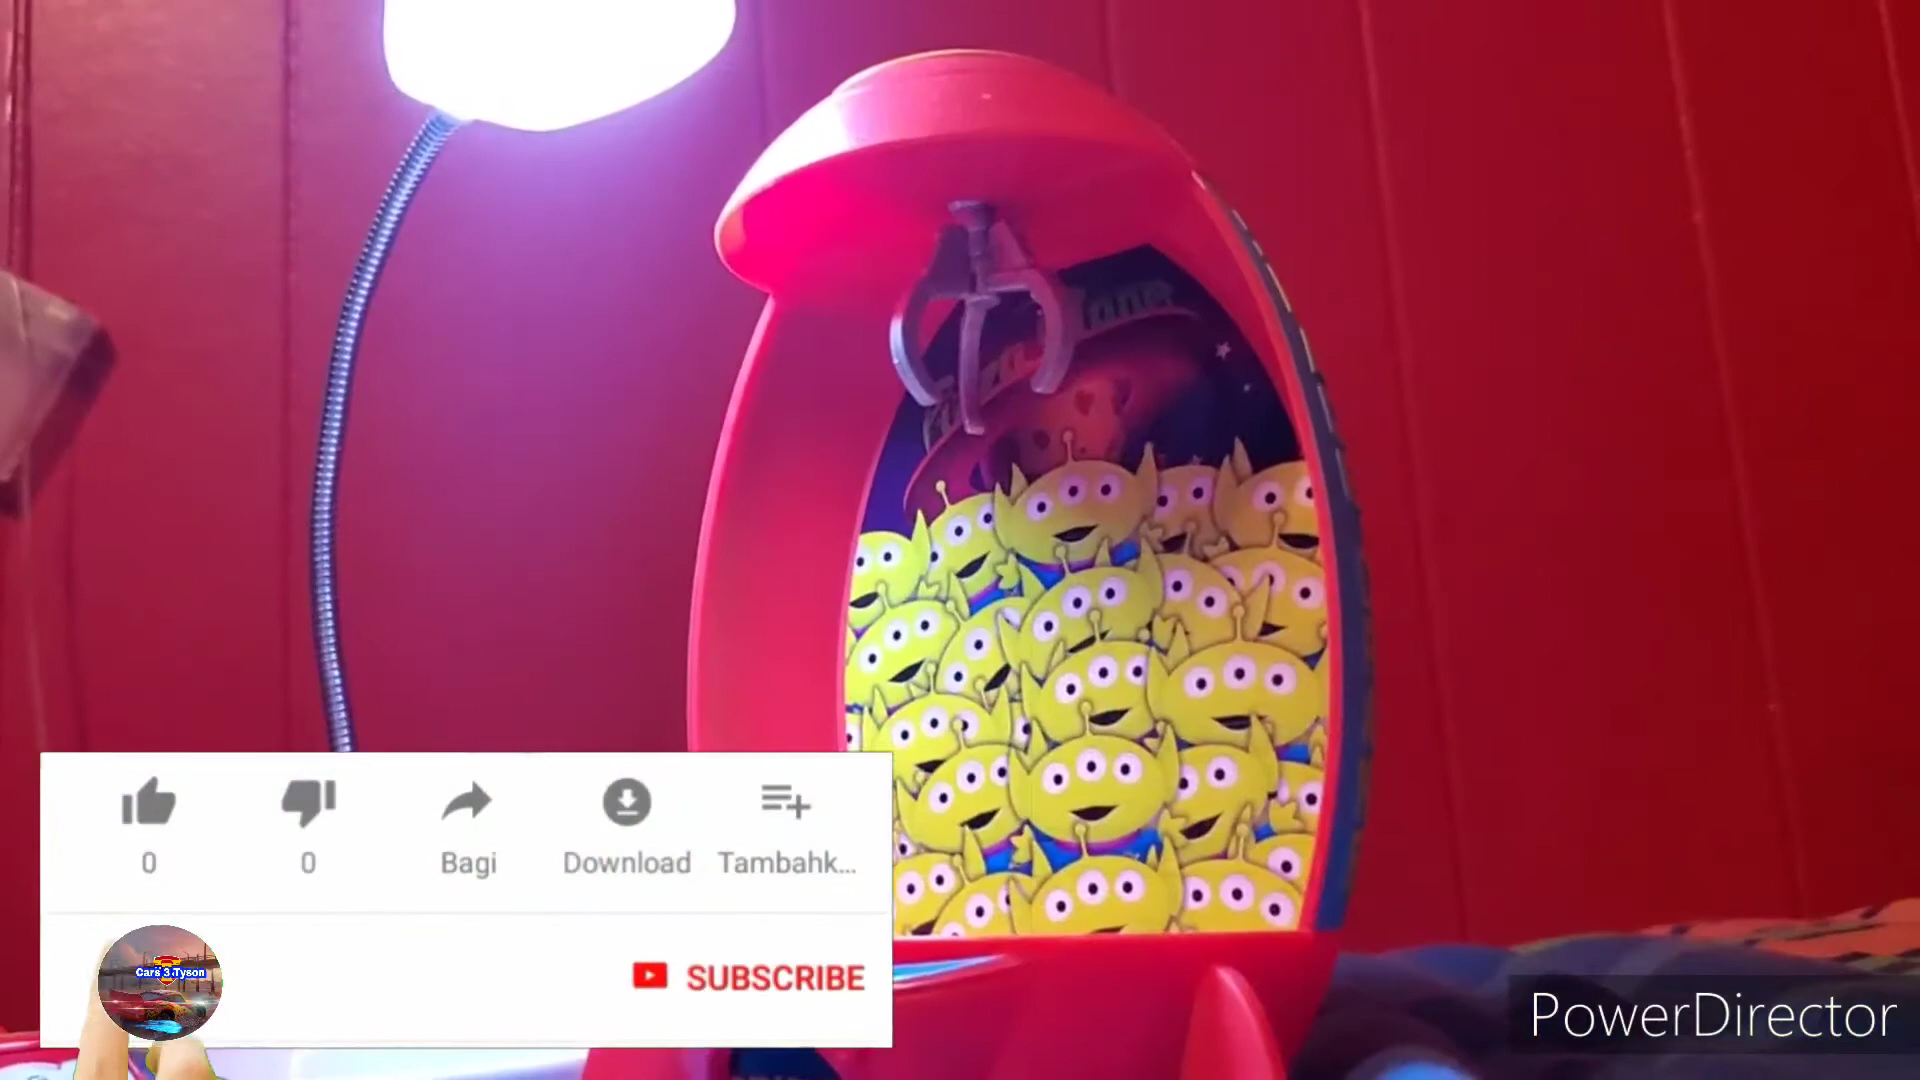 0
0
Bagi
Download
Tambahk...
Cars 3 Tyson
SUBSCRIBE
PowerDirector